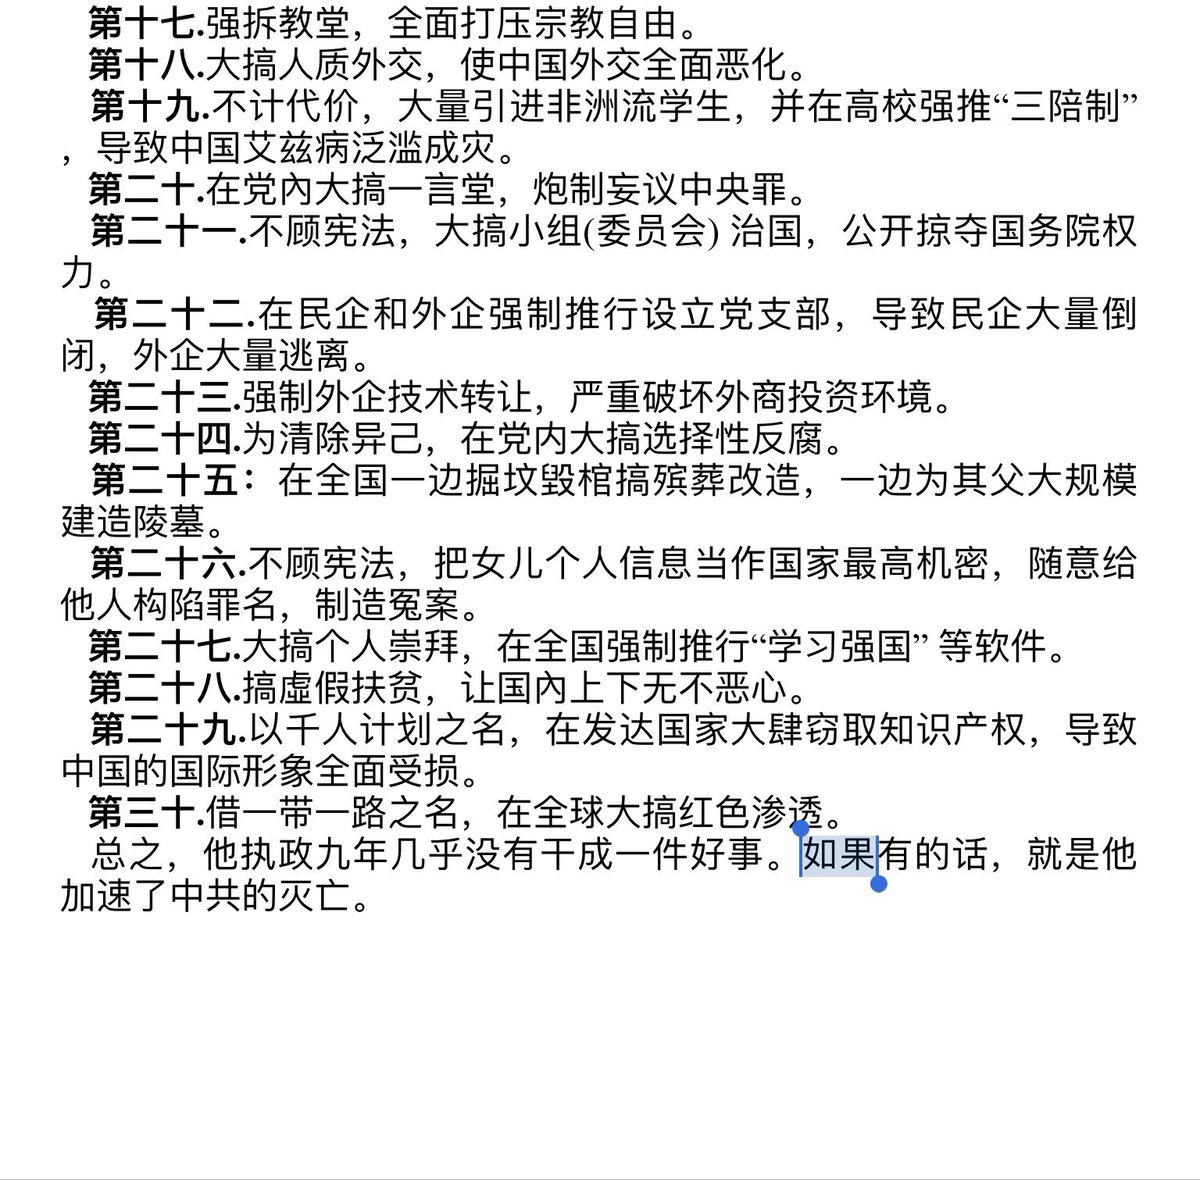 第十七.强拆教堂，全面打压宗教自由。
第十八.大搞人质外交，使中国外交全面恶化。
第十九.不计代价，大量引进非洲流学生，并在高校强推“三陪制”
，导致中国艾兹病泛滥成灾。
第二十.在党內大搞一言堂，炮制妄议中央罪。
第二十一.不顾宪法，大搞小组(委员会) 治国，公开掠夺国务院权
力。
第二十二.在民企和外企强制推行设立党支部，导致民企大量倒
闭，外企大量逃离。
第二十三.强制外企技术转让，严重破坏外商投资环境。
第二十四.为清除异己，在党内大搞选择性反腐。
第二十五：在全国一边掘坟毁棺搞殡葬改造，一边为其父大规模
建造陵墓。
第二十六.不顾宪法，把女儿个人信息当作国家最高机密，随意给
他人构陷罪名，制造冤案。
第二十七.大搞个人崇拜，在全国强制推行“学习强国” 等软件。
第二十八.搞虛假扶贫，让国內上下无不恶心。
第二十九.以千人计划之名，在发达国家大肆窃取知识产权，导致
中国的国际形象全面受损。
第三十.借一带一路之名，在全球大搞红色渗透。
总之，他执政九年几乎没有干成一件好事。如果有的话，就是他
加速了中共的灭亡。